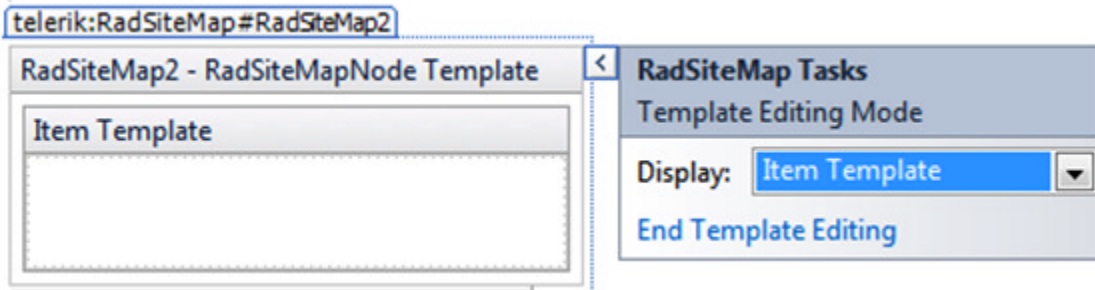 telerik:RadSiteMap#RadSiteMap2
RadSiteMap2 - RadSiteMapNode Template
Item Template
<
RadSiteMap Tasks
Template Editing Mode
Display: Item Template
End Template Editing